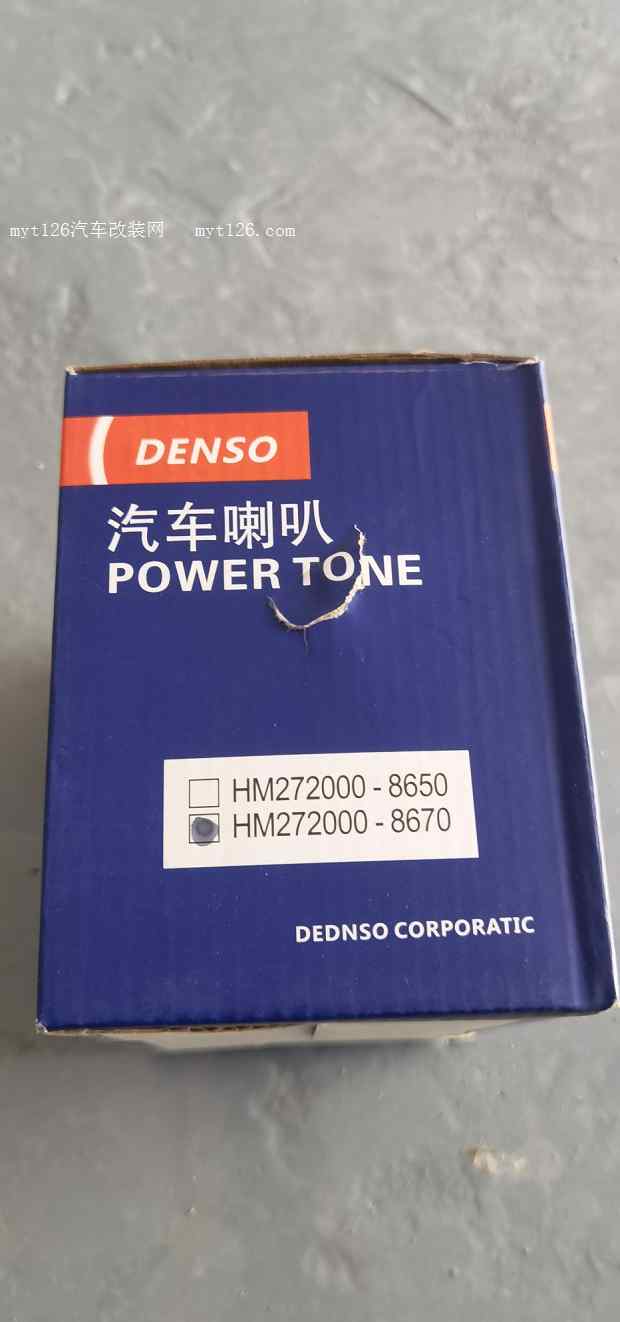 myt126汽车改装网 myt126.com
DENSO
汽车喇叭
POWER TONE
HM272000 - 8650
HM272000 - 8670
DEDNSO CORPORATIC